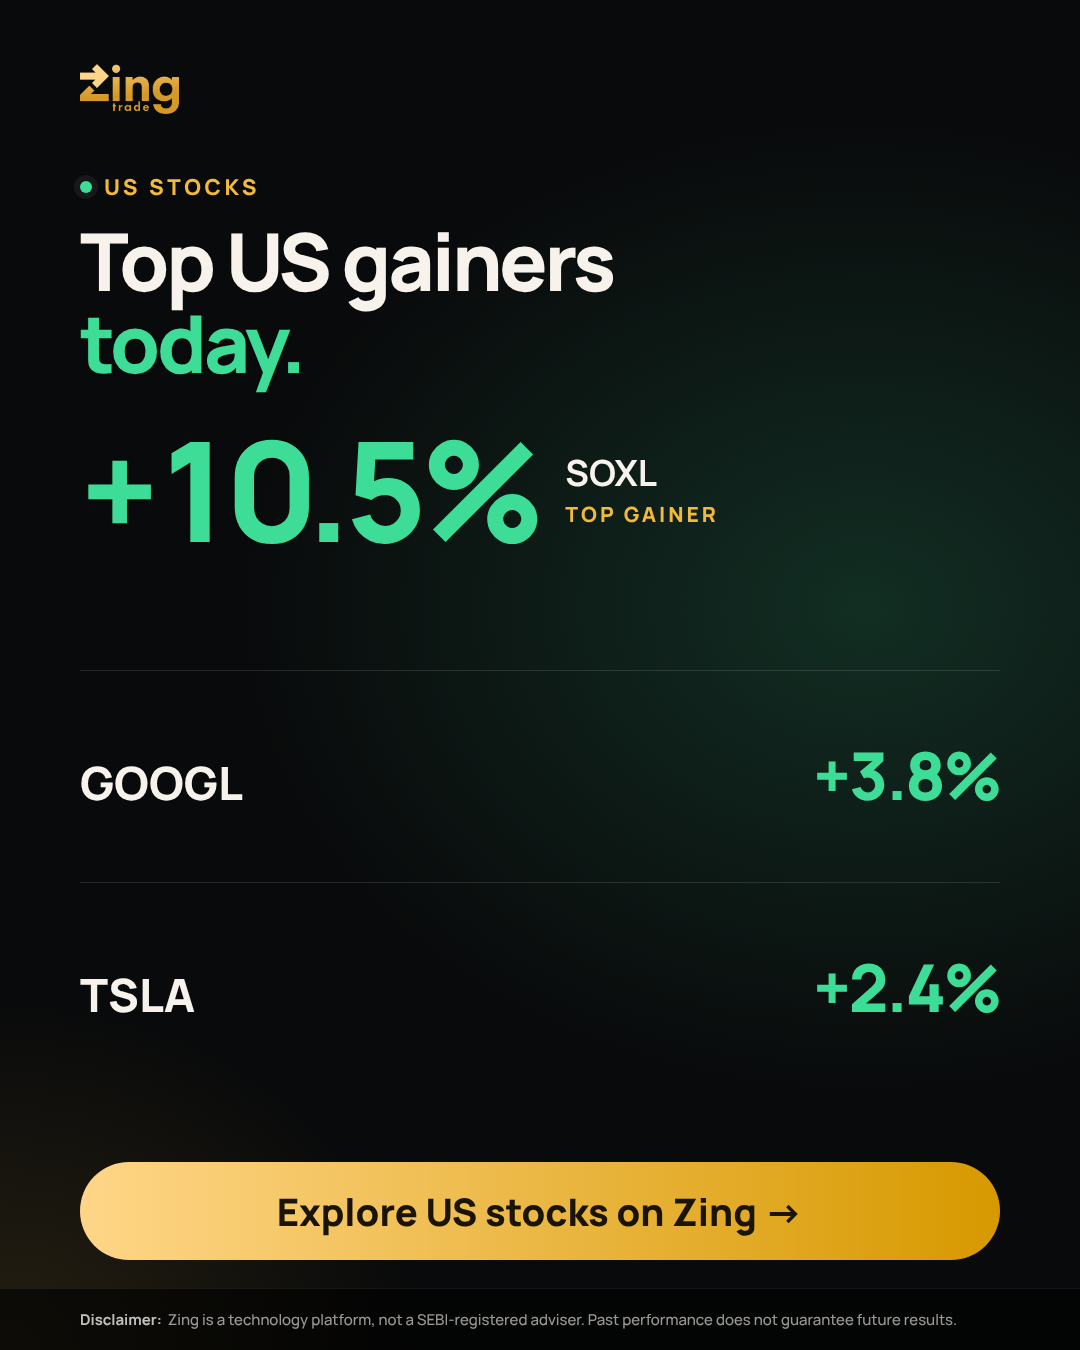 Zing
trade
US STOCKS
Top US gainers
today.
+10.5%
SOXL
TOP GAINER
GOOGL
+3.8%
TSLA
+2.4%
Explore US stocks on Zing →
Disclaimer: Zing is a technology platform, not a SEBI-registered adviser. Past performance does not guarantee future results.